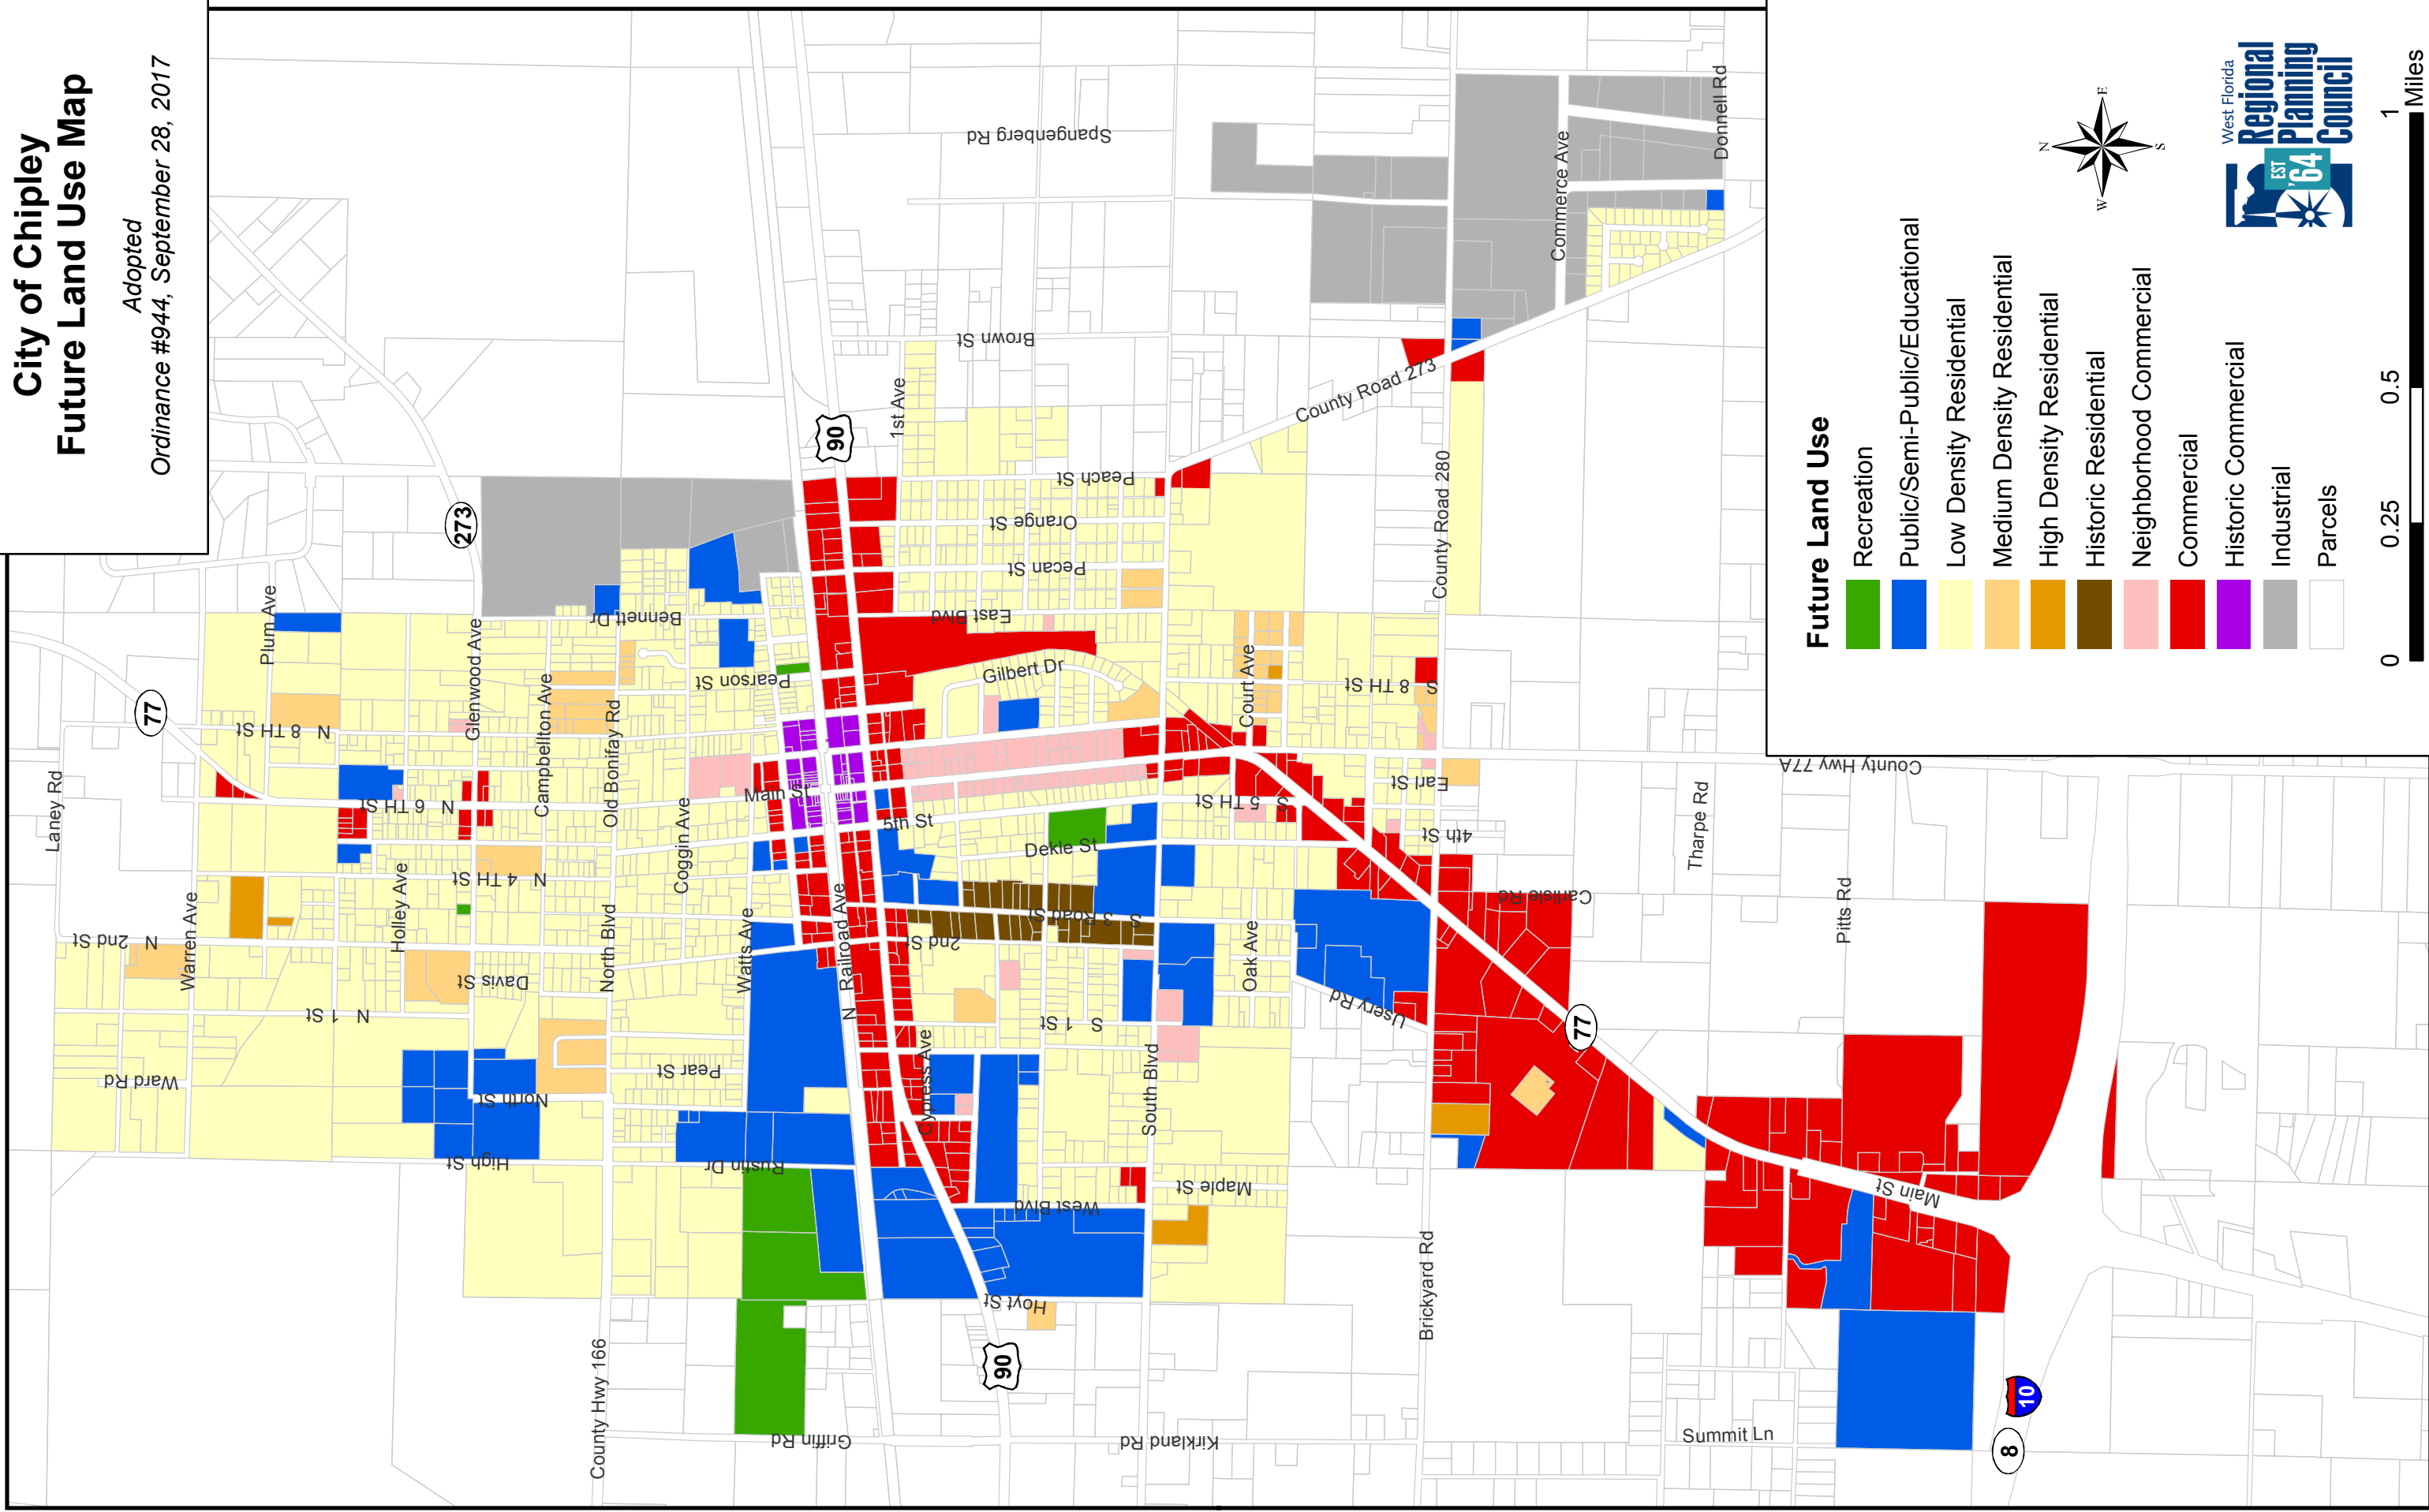 City of Chipley
Future Land Use Map
Adopted
Ordinance #944, September 28, 2017
Laney Rd
77
273
Plum Ave
N 8 TH St
Glenwood Ave
Campbellton Ave
Old Bonifay Rd
Bennett Dr
Pearson St
N 6 TH St
Main St
Coggin Ave
N 4 TH St
Holley Ave
Warren Ave
N 2nd St
Davis St
North Blvd
Watts Ave
N Railroad Ave
N 1 St
Ward Rd
Pear St
North St
High St
Rustin Dr
County Hwy 166
Griffin Rd
90
Spangenberg Rd
Brown St
1st Ave
Peach St
Orange St
Pecan St
East Blvd
Gilbert Dr
5th St
Dekle St
S 3 Road St
2nd St
S 1 St
Cypress Ave
South Blvd
West Blvd
Maple St
Hoyt St
90
Kirkland Rd
County Road 273
County Road 280
Commerce Ave
Donnell Rd
Court Ave
S 8 TH St
S 5 TH St
Earl St
4th St
Oak Ave
Usery Rd
Carlisle Rd
Tharpe Rd
County Hwy 77A
Pitts Rd
77
Brickyard Rd
Main St
Summit Ln
10
8
Future Land Use
Recreation
Public/Semi-Public/Educational
Low Density Residential
Medium Density Residential
High Density Residential
Historic Residential
Neighborhood Commercial
Commercial
Historic Commercial
Industrial
Parcels
N
W
E
S
West Florida
Regional
Planning
Council
EST
'64
0
0.25
0.5
1
Miles